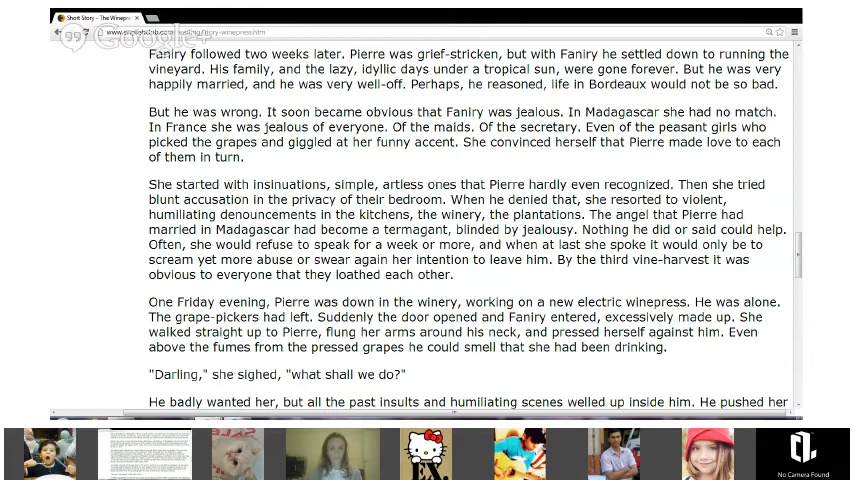 Short Story - The Winepre
Google+
Faniry followed two weeks later. Pierre was grief-stricken, but with Faniry he settled down to running the
vineyard. His family, and the lazy, idyllic days under a tropical sun, were gone forever. But he was very
happily married, and he was very well-off. Perhaps, he reasoned, life in Bordeaux would not be so bad.
But he was wrong. It soon became obvious that Faniry was jealous. In Madagascar she had no match.
In France she was jealous of everyone. Of the maids. Of the secretary. Even of the peasant girls who
picked the grapes and giggled at her funny accent. She convinced herself that Pierre made love to each
of them in turn.
She started with insinuations, simple, artless ones that Pierre hardly even recognized. Then she tried
blunt accusation in the privacy of their bedroom. When he denied that, she resorted to violent,
humiliating denouncements in the kitchens, the winery, the plantations. The angel that Pierre had
married in Madagascar had become a termagant, blinded by jealousy. Nothing he did or said could help.
Often, she would refuse to speak for a week or more, and when at last she spoke it would only be to
scream yet more abuse or swear again her intention to leave him. By the third vine-harvest it was
obvious to everyone that they loathed each other.
One Friday evening, Pierre was down in the winery, working on a new electric winepress. He was alone.
The grape-pickers had left. Suddenly the door opened and Faniry entered, excessively made up. She
walked straight up to Pierre, flung her arms around his neck, and pressed herself against him. Even
above the fumes from the pressed grapes he could smell that she had been drinking.
"Darling," she sighed, "what shall we do?"
He badly wanted her, but all the past insults and humiliating scenes welled up inside him. He pushed her
No Camera Found